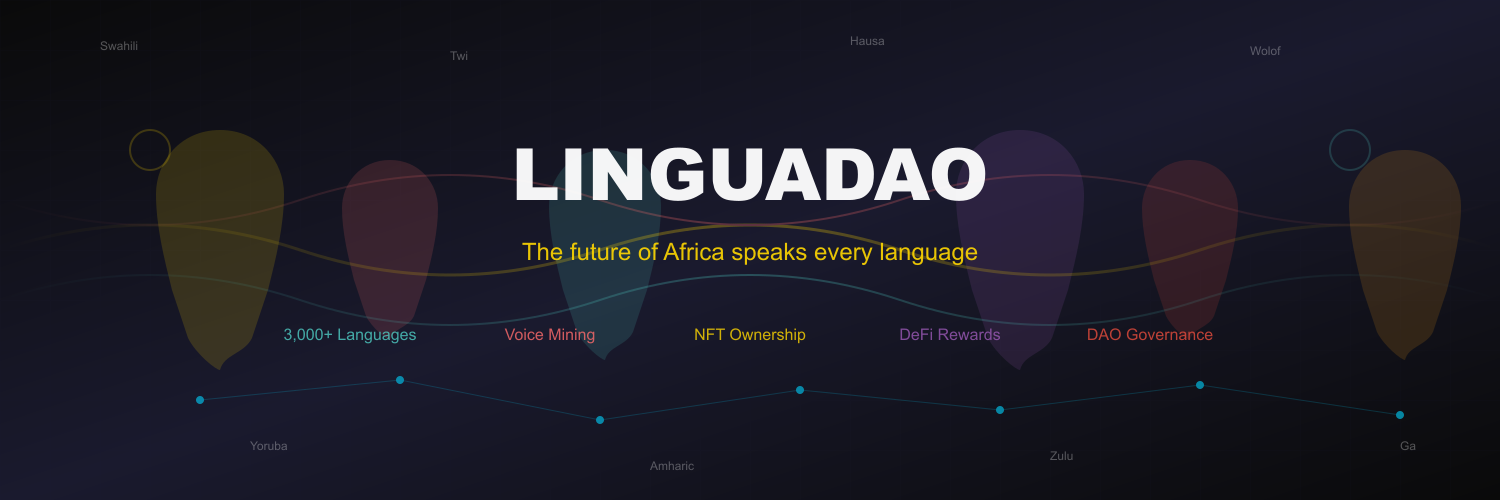 Swahili
Twi
Hausa
Wolof
LINGUADAO
The future of Africa speaks every language
3,000+ Languages
Voice Mining
NFT Ownership
DeFi Rewards
DAO Governance
Yoruba
Amharic
Zulu
Ga